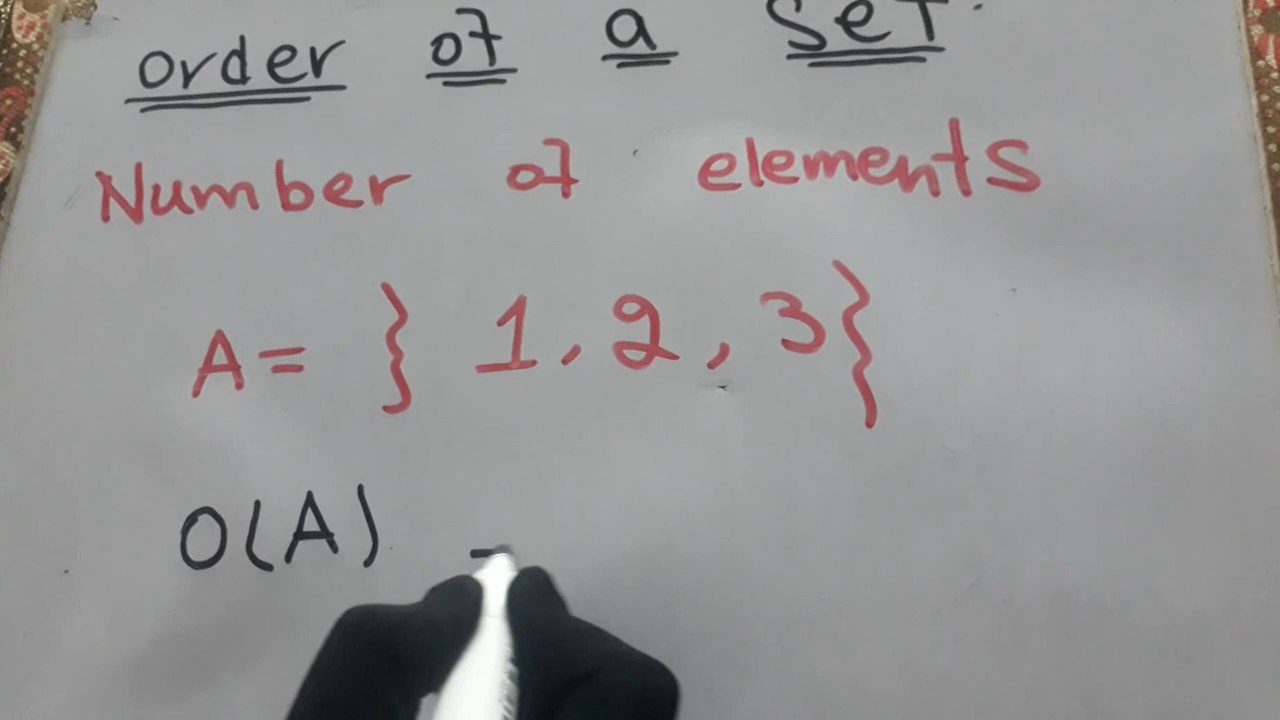 Order of a Set.
Number of elements
A= } 1, 2, 3}
O(A) -